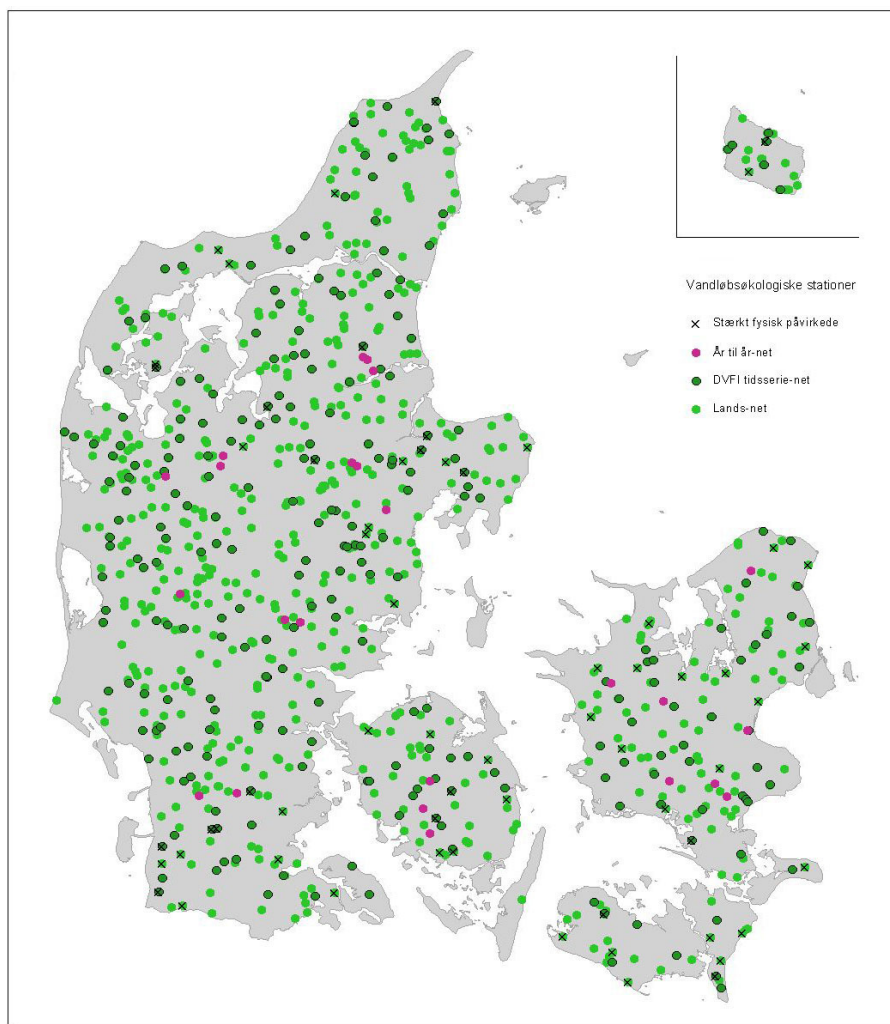 Vandløbsøkologiske stationer
Stærkt fysisk påvirkede
År til år-net
DVFI tidsserie-net
Lands-net